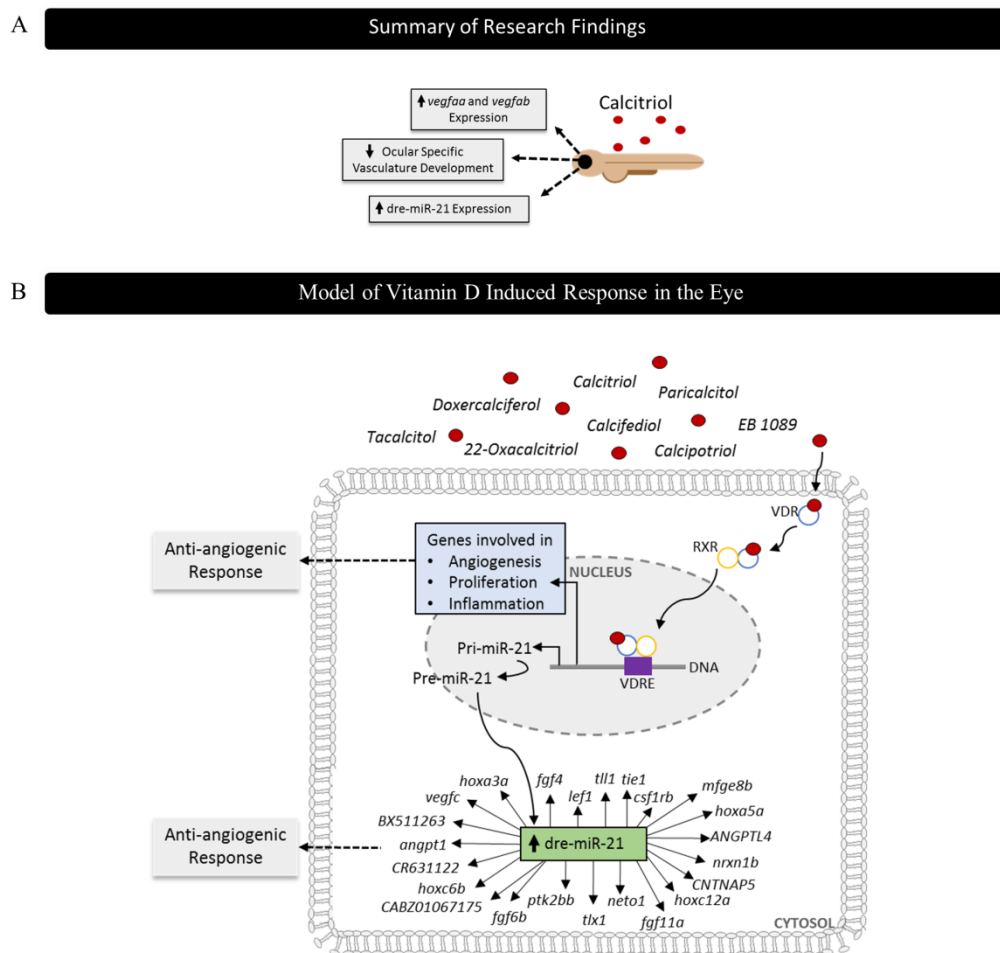 A
Summary of Research Findings
↑ vegfaa and vegfab
Expression
Calcitriol
↓ Ocular Specific
Vasculature Development
↑ dre-miR-21 Expression
B
Model of Vitamin D Induced Response in the Eye
Calcitriol
Paricalcitol
Doxercalciferol
Calcifediol
EB 1089
Tacalcitol
22-Oxacalcitriol
Calcipotriol
VDR
RXR
Anti-angiogenic
Response
Genes involved in
• Angiogenesis
• Proliferation
• Inflammation
NUCLEUS
Pri-miR-21
Pre-miR-21
DNA
VDRE
hoxa3a
fgf4
tll1
tie1
mfge8b
vegfc
lef1
csf1rb
hoxa5a
BX511263
ANGPTL4
Anti-angiogenic
Response
angpt1
↑ dre-miR-21
nrxn1b
CR631122
CNTNAP5
hoxc6b
ptk2bb
neto1
hoxc12a
CABZ01067175
fgf6b
tlx1
fgf11a
CYTOSOL